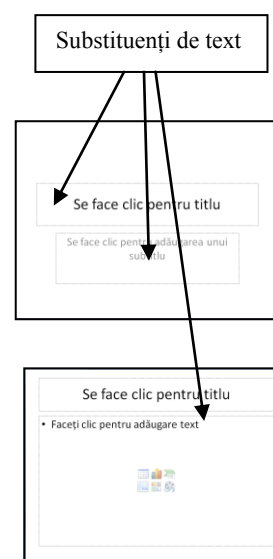 Substituenți de text
Se face clic pentru titlu
Se face clic pentru adăugarea unui
subtitlu
Se face clic pentru titlu
• Faceți clic pentru adăugare text